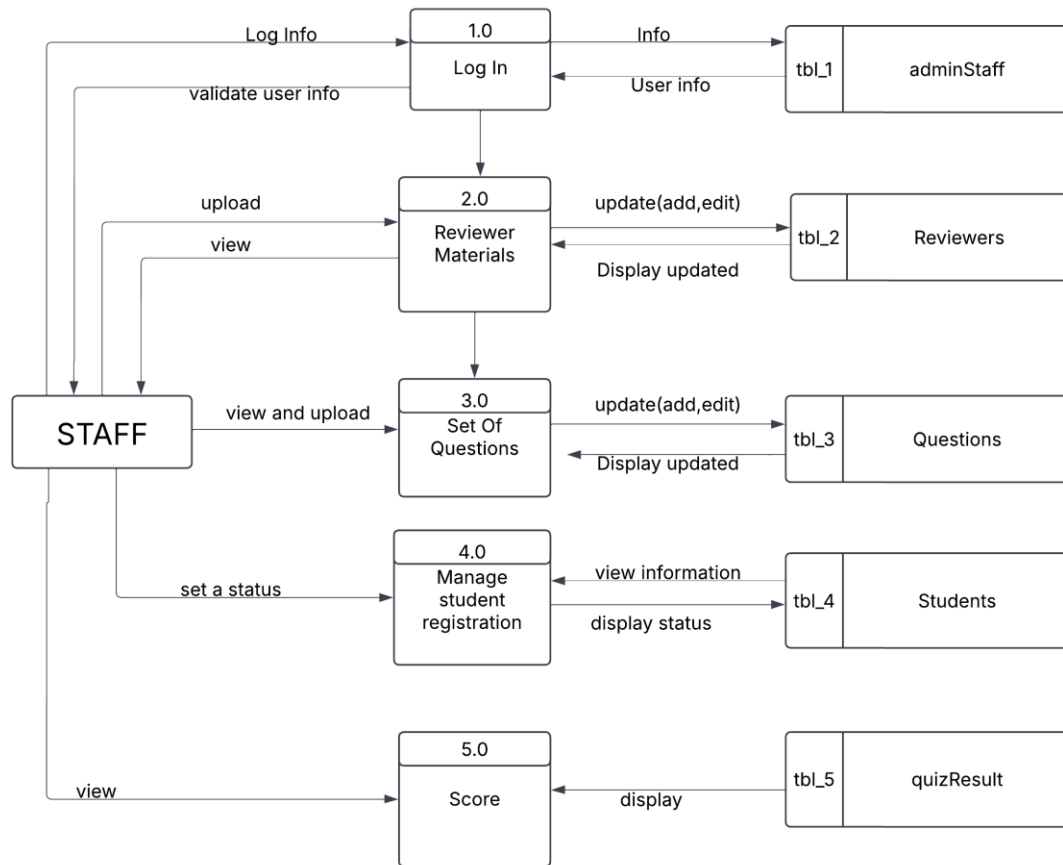 1.0
Log Info
Info
Log In
tbl_1
adminStaff
validate user info
User info
2.0
upload
update(add,edit)
Reviewer
Materials
tbl_2
Reviewers
view
Display updated
3.0
view and upload
update(add,edit)
Set Of
Questions
tbl_3
Questions
STAFF
Display updated
4.0
view information
Manage
student
registration
set a status
tbl_4
Students
display status
5.0
view
Score
display
tbl_5
quizResult